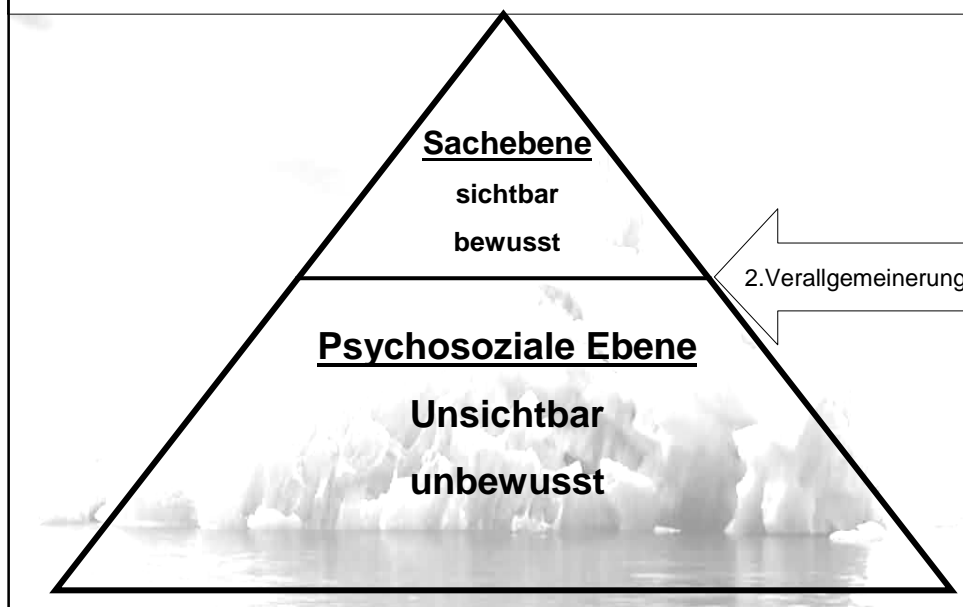 Sachebene
sichtbar
bewusst
2.Verallgemeinerung
Psychosoziale Ebene
Unsichtbar
unbewusst